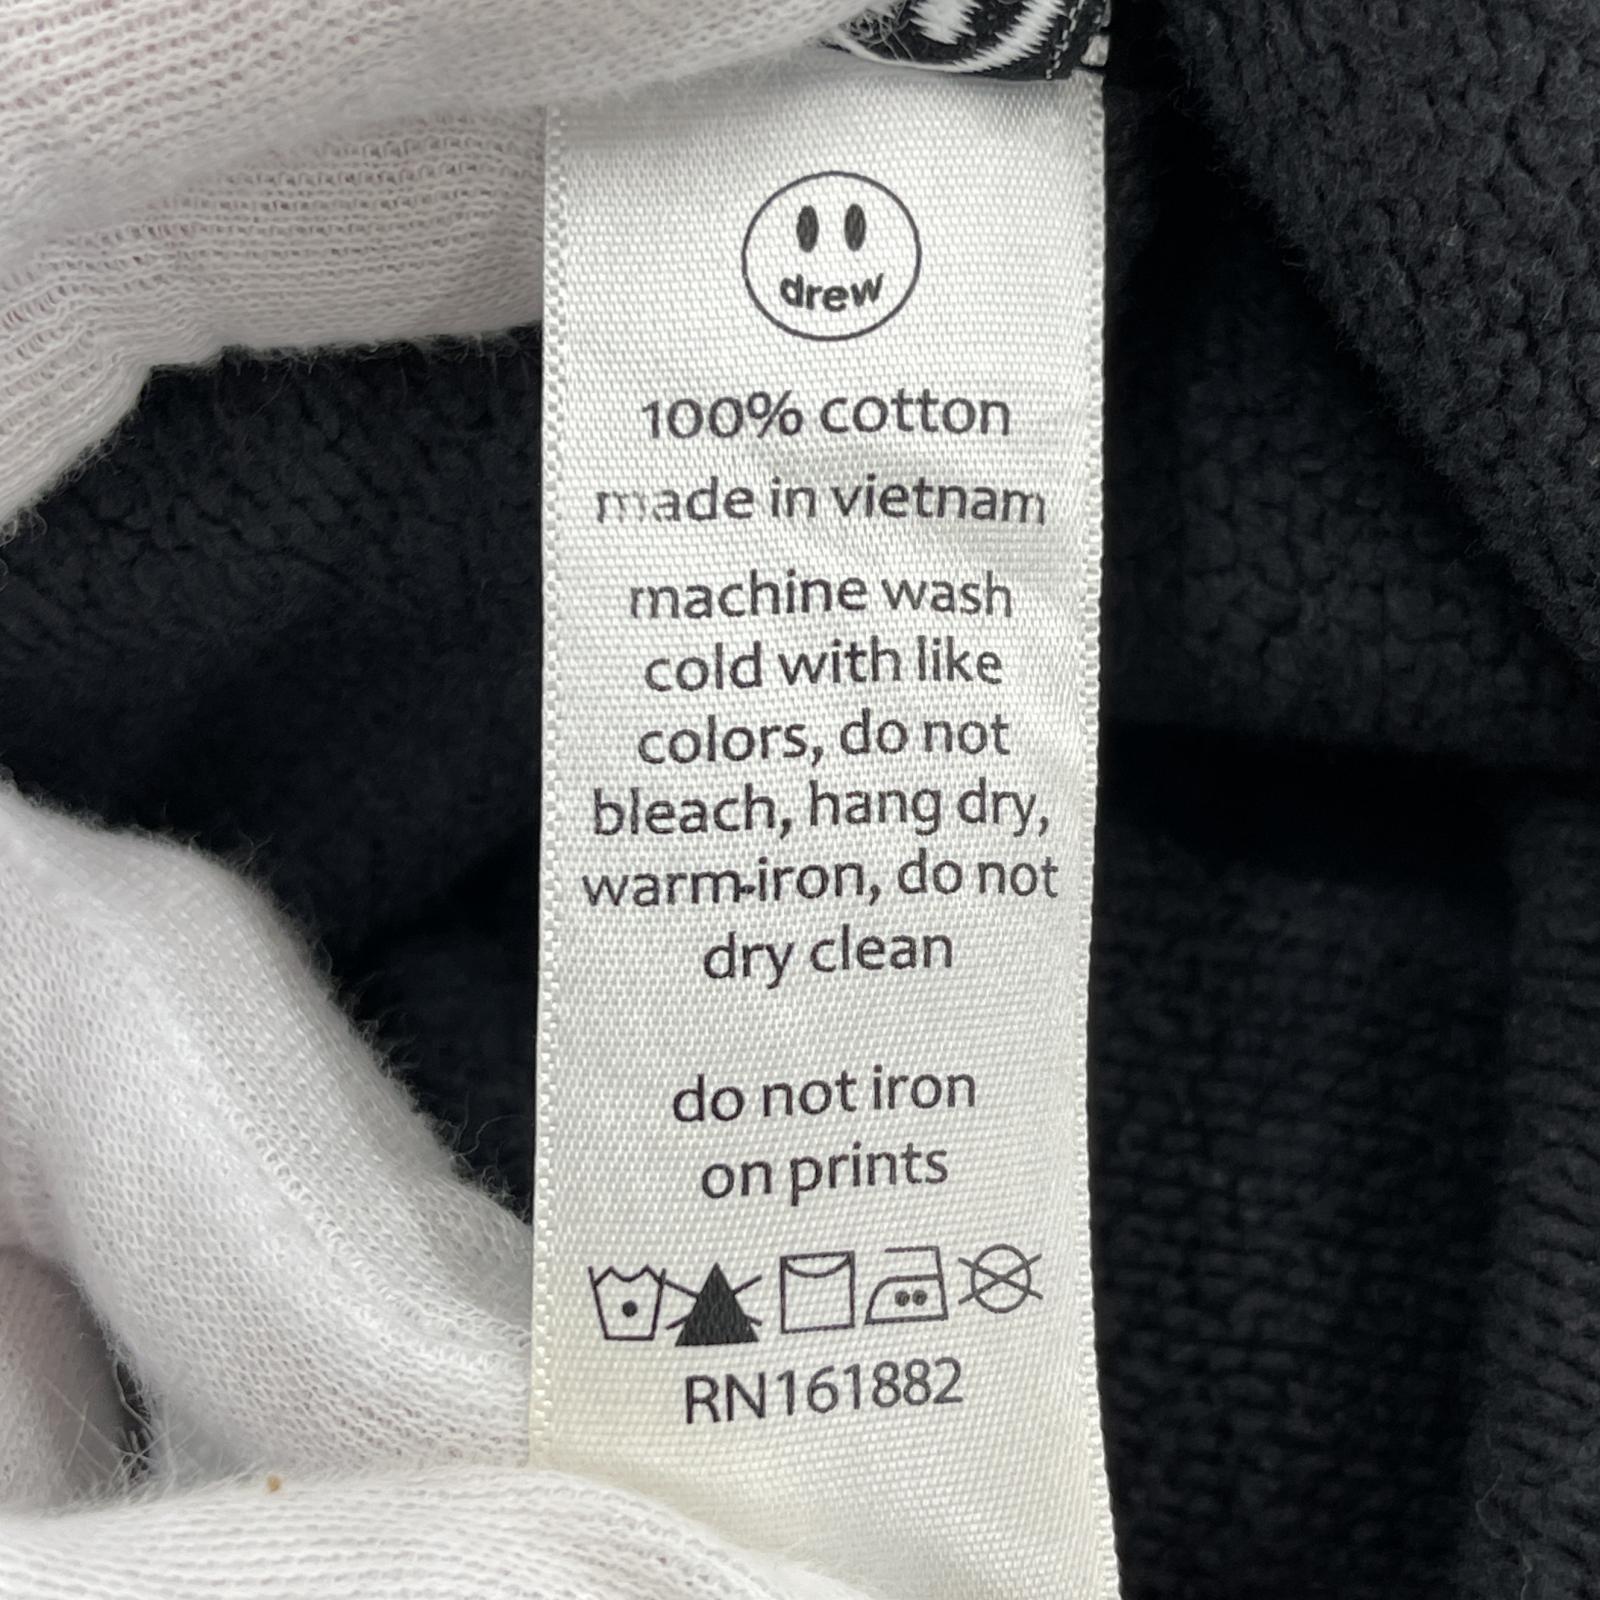 drew
100% cotton
made in vietnam
machine wash
cold with like
colors, do not
bleach, hang dry,
warm-iron, do not
dry clean
do not iron
on prints
RN161882